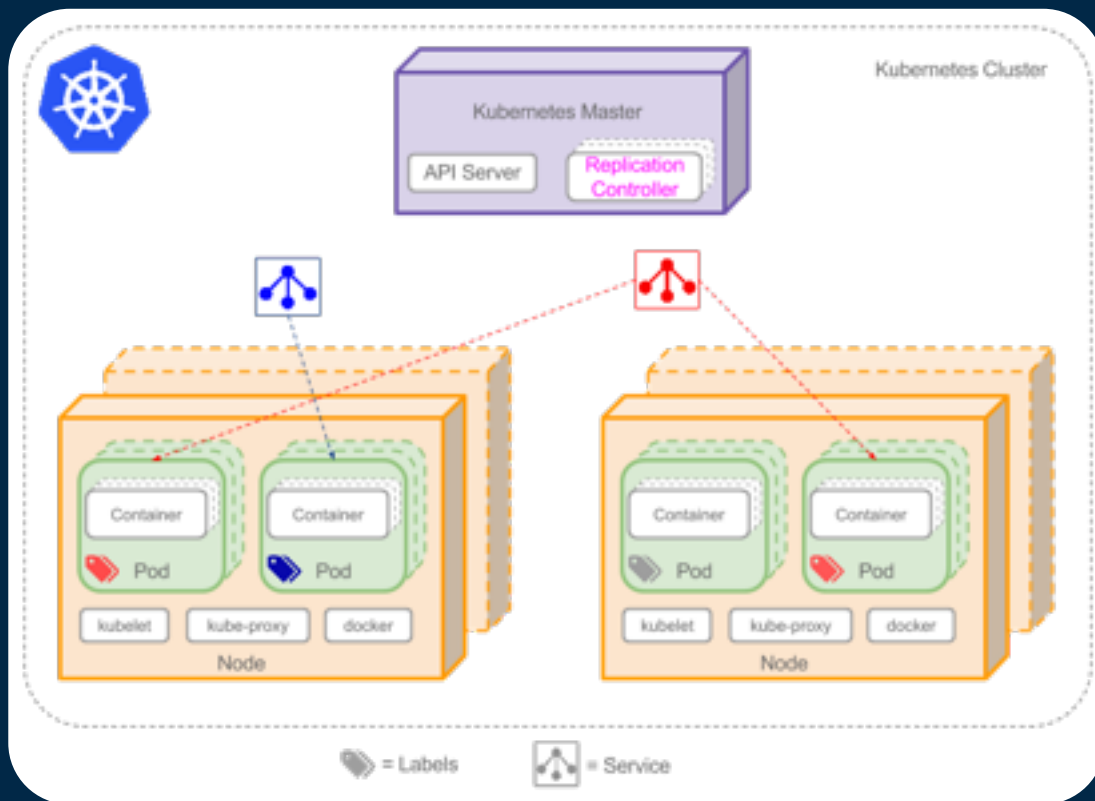 Kubernetes Cluster
Kubernetes Master
API Server
Replication
Controller
Container
Container
Pod
Pod
kubelet
kube-proxy
docker
Node
Container
Container
Pod
Pod
kubelet
kube-proxy
docker
Node
= Labels
= Service